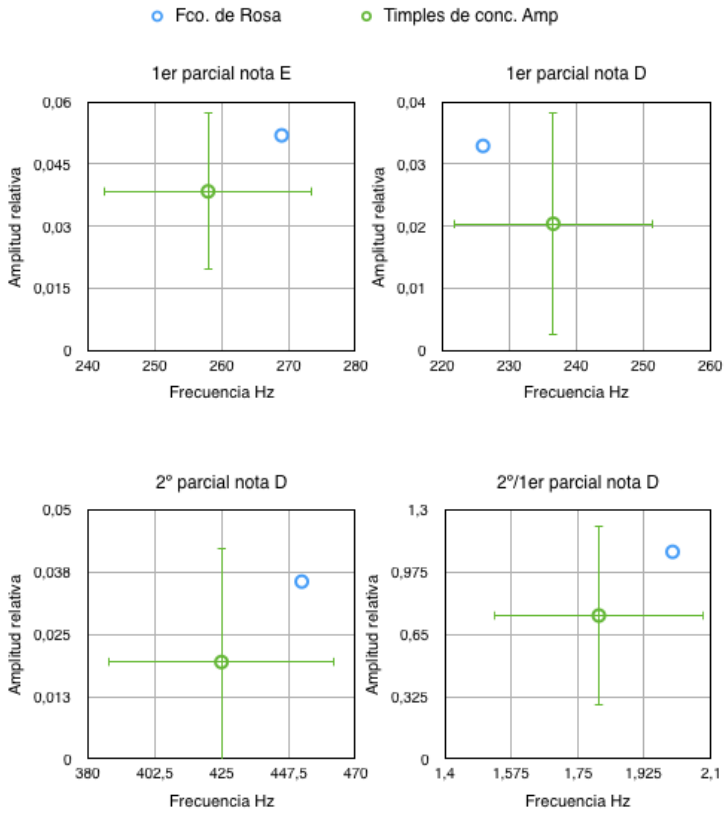 Fco. de Rosa Timples de conc. Amp
1er parcial nota E
Amplitud relativa
0,06
0,045
0,03
0,015
0
240 250 260 270 280
Frecuencia Hz
1er parcial nota D
Amplitud relativa
0,04
0,03
0,02
0,01
0
220 230 240 250 260
Frecuencia Hz
2º parcial nota D
Amplitud relativa
0,05
0,038
0,025
0,013
0
380 402,5 425 447,5 470
Frecuencia Hz
2º/1er parcial nota D
Amplitud relativa
1,3
0,975
0,65
0,325
0
1,4 1,575 1,75 1,925 2,1
Frecuencia Hz